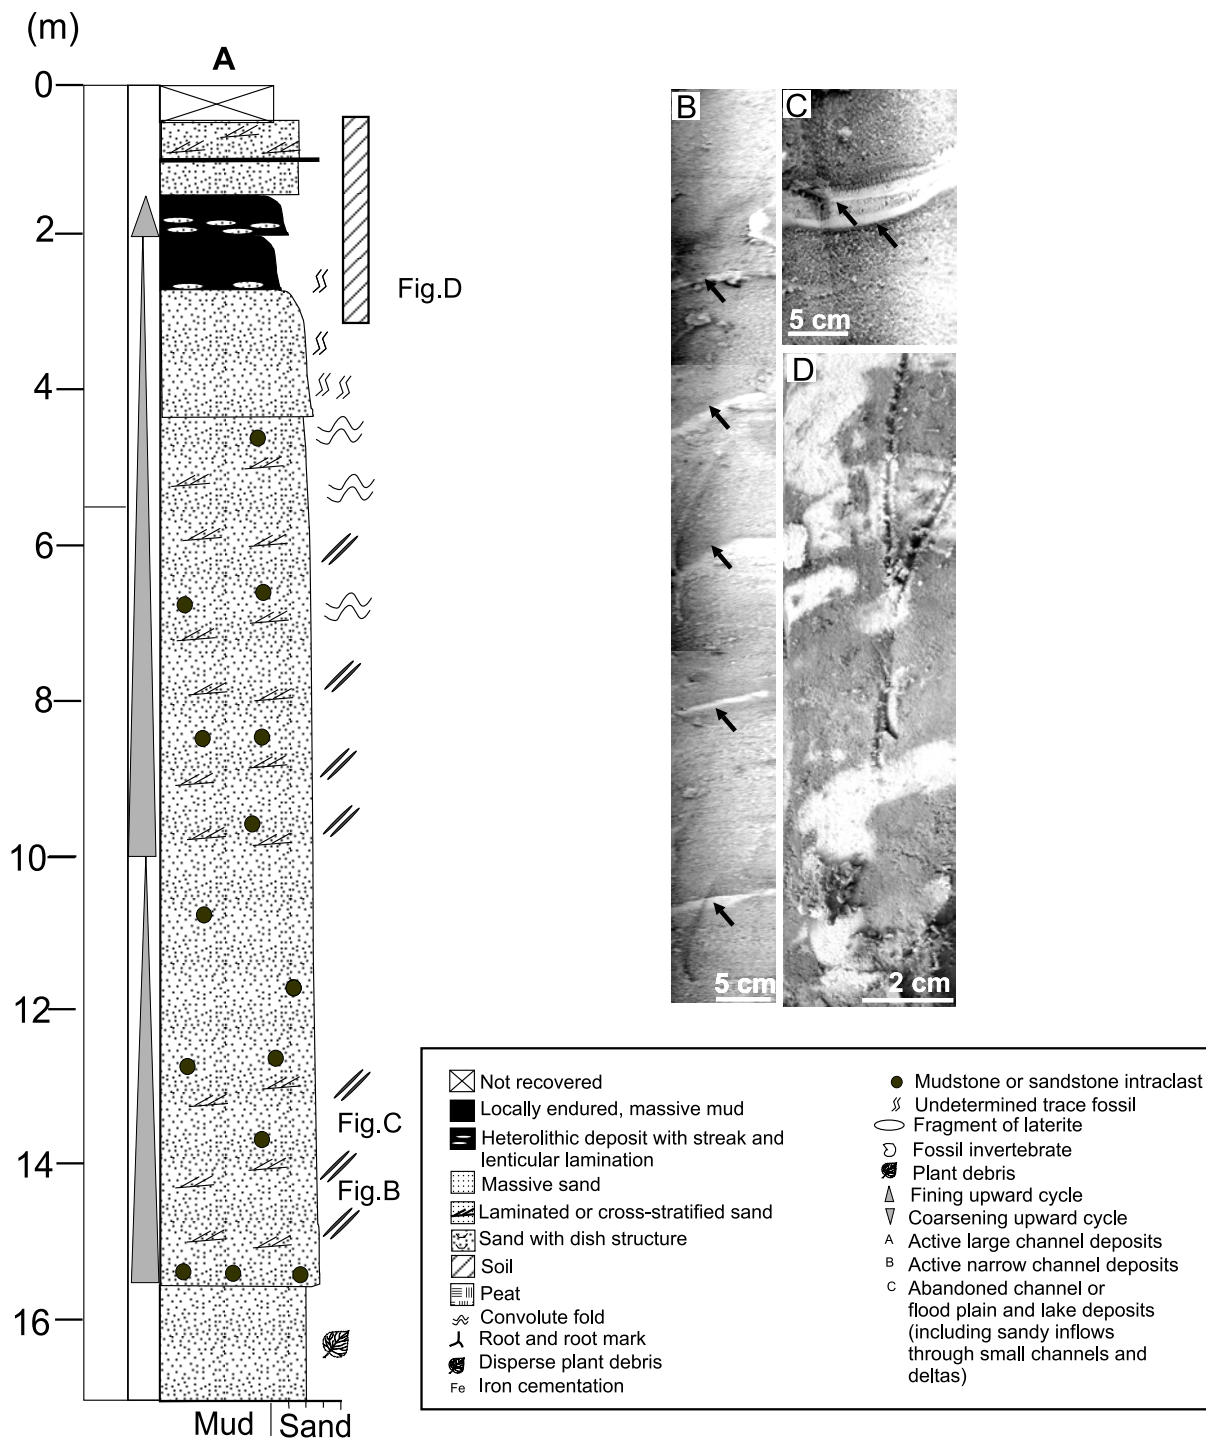 (m)
A
0
2
4
6
8
10
12
14
16
Fig.D
Fig.C
Fig.B
Mud
Sand
B
5 cm
C
5 cm
D
2 cm
Not recovered
Locally endured, massive mud
Heterolithic deposit with streak and
lenticular lamination
Massive sand
Laminated or cross-stratified sand
Sand with dish structure
Soil
Peat
Convolute fold
Root and root mark
Disperse plant debris
Fe Iron cementation
Mudstone or sandstone intraclast
Undetermined trace fossil
Fragment of laterite
Fossil invertebrate
Plant debris
Fining upward cycle
Coarsening upward cycle
A Active large channel deposits
B Active narrow channel deposits
C Abandoned channel or
flood plain and lake deposits
(including sandy inflows
through small channels and
deltas)